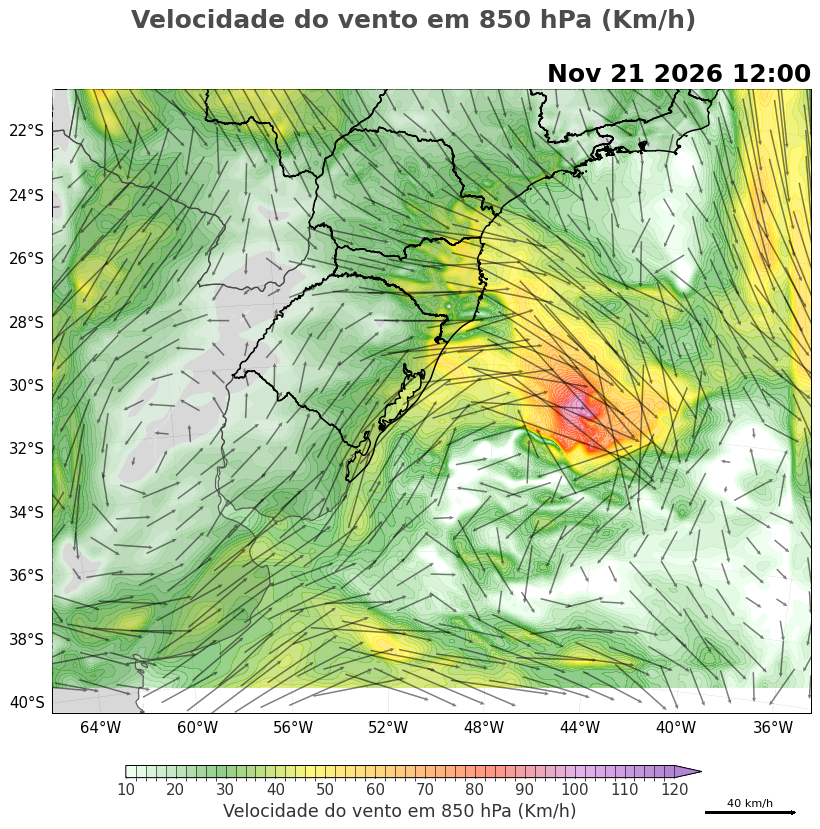 Velocidade do vento em 850 hPa (Km/h)
Nov 21 2026 12:00
22°S
24°S
26°S
28°S
30°S
32°S
34°S
36°S
38°S
40°S
64°W 60°W 56°W 52°W 48°W 44°W 40°W 36°W
10 20 30 40 50 60 70 80 90 100 110 120
Velocidade do vento em 850 hPa (Km/h)
40 km/h